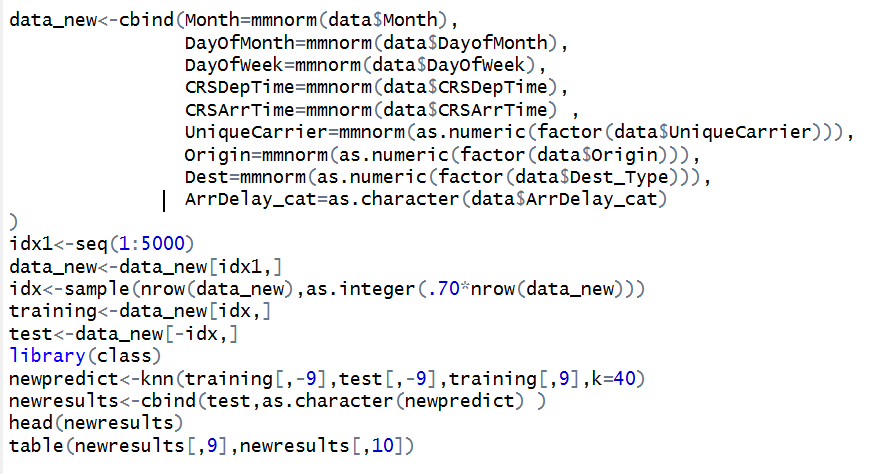 data_new<-cbind(Month=mmnorm(data$Month),
DayOfMonth=mmnorm(data$DayofMonth),
DayOfWeek=mmnorm(data$DayOfWeek),
CRSDepTime=mmnorm(data$CRSDepTime),
CRSArrTime=mmnorm(data$CRSArrTime) ,
UniqueCarrier=mmnorm(as.numeric(factor(data$UniqueCarrier))),
Origin=mmnorm(as.numeric(factor(data$Origin))),
Dest=mmnorm(as.numeric(factor(data$Dest_Type))),
ArrDelay_cat=as.character(data$ArrDelay_cat)
)
idx1<-seq(1:5000)
data_new<-data_new[idx1,]
idx<-sample(nrow(data_new),as.integer(.70*nrow(data_new)))
training<-data_new[idx,]
test<-data_new[-idx,]
library(class)
newpredict<-knn(training[,-9],test[,-9],training[,9],k=40)
newresults<-cbind(test,as.character(newpredict) )
head(newresults)
table(newresults[,9],newresults[,10])